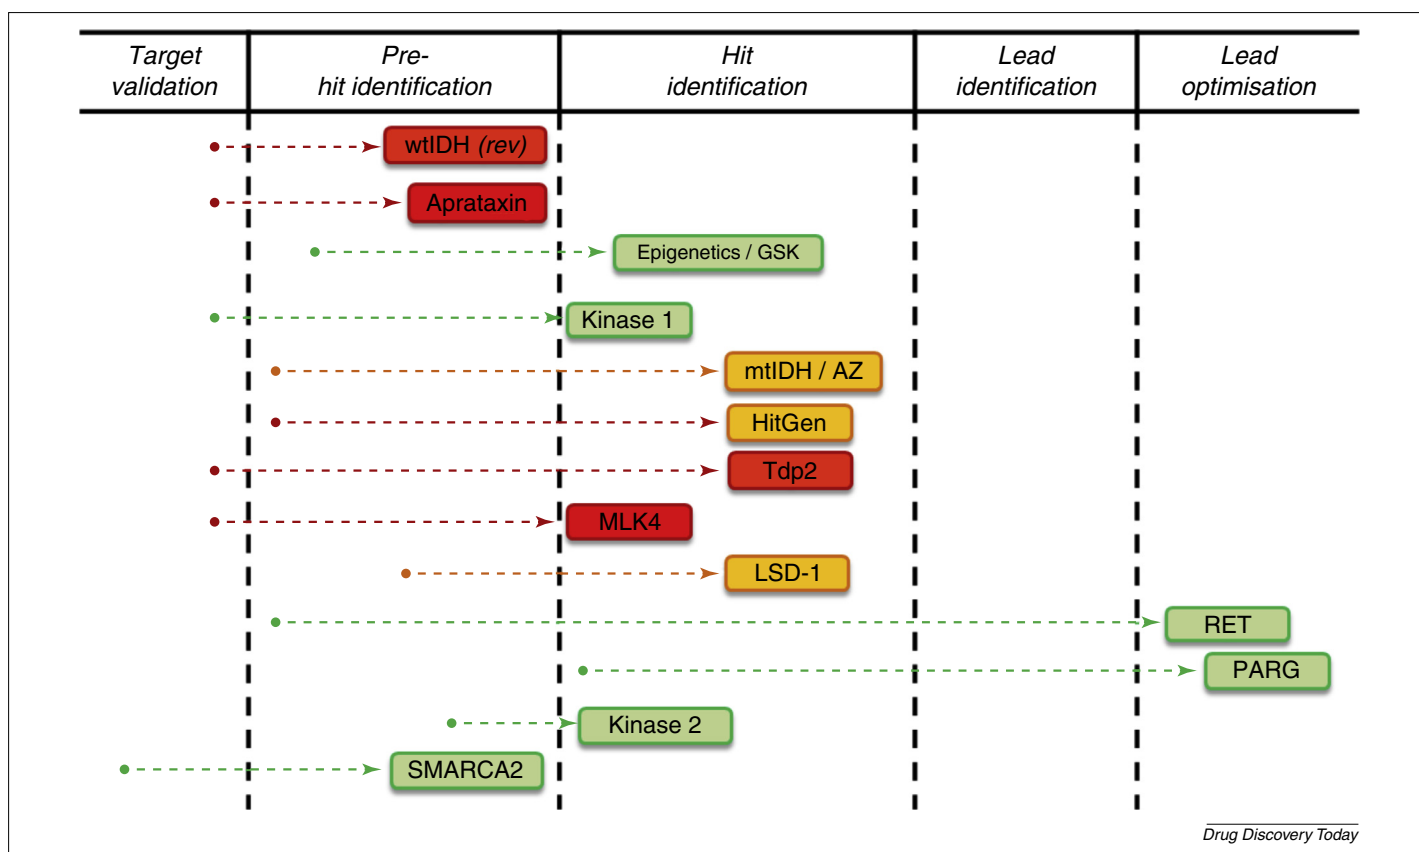 Target
validation
Pre-
hit identification
Hit
identification
Lead
identification
Lead
optimisation
wtIDH (rev)
Aprataxin
Epigenetics / GSK
Kinase 1
mtIDH / AZ
HitGen
Tdp2
MLK4
LSD-1
RET
PARG
Kinase 2
SMARCA2
Drug Discovery Today